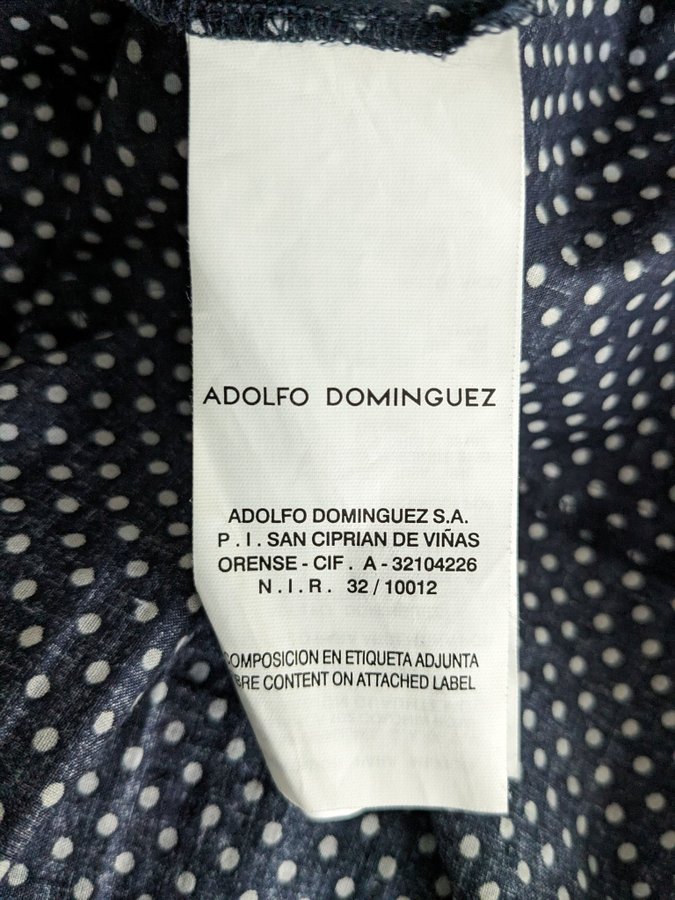 ADOLFO DOMINGUEZ
ADOLFO DOMINGUEZ S.A.
P . I . SAN CIPRIAN DE VIÑAS
ORENSE - CIF . A - 32104226
N . I . R . 32 / 10012
COMPOSICION EN ETIQUETA ADJUNTA
BRE CONTENT ON ATTACHED LABEL